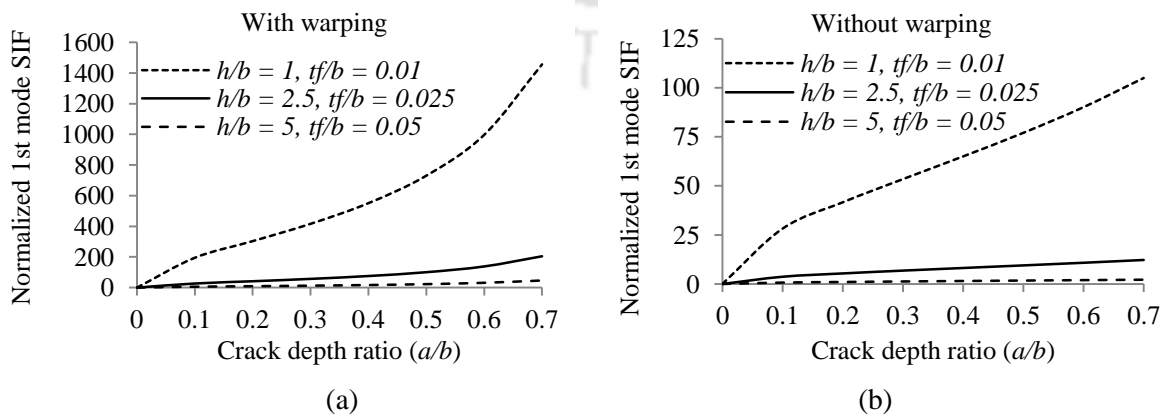 With warping
Normalized 1st mode SIF
1600
1400
1200
1000
800
600
400
200
0
h/b = 1, tf/b = 0.01
h/b = 2.5, tf/b = 0.025
h/b = 5, tf/b = 0.05
0 0.1 0.2 0.3 0.4 0.5 0.6 0.7
Crack depth ratio (a/b)
(a)
Without warping
Normalized 1st mode SIF
125
100
75
50
25
0
h/b = 1, tf/b = 0.01
h/b = 2.5, tf/b = 0.025
h/b = 5, tf/b = 0.05
0 0.1 0.2 0.3 0.4 0.5 0.6 0.7
Crack depth ratio (a/b)
(b)